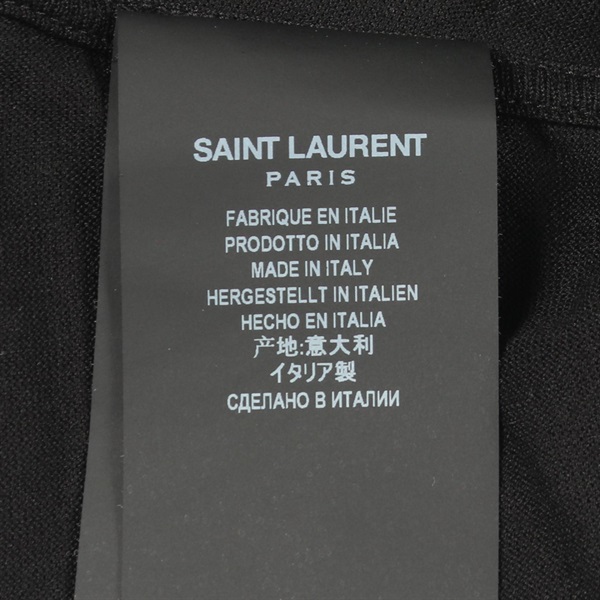 SAINT LAURENT
PARIS
FABRIQUE EN ITALIE
PRODOTTO IN ITALIA
MADE IN ITALY
HERGESTELLT IN ITALIEN
HECHO EN ITALIA
产地:意大利
イタリア製
СДЕЛАНО В ИТАЛИИ